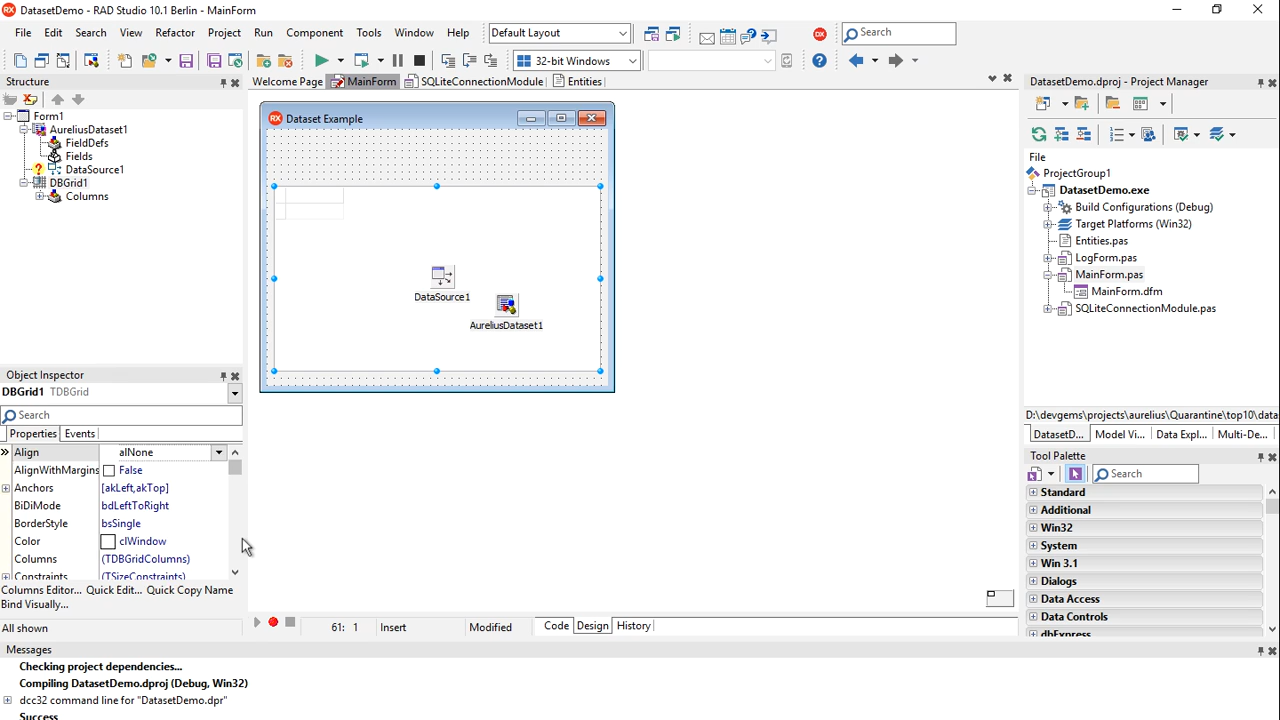 DatasetDemo - RAD Studio 10.1 Berlin - MainForm
File Edit Search View Refactor Project Run Component Tools Window Help
Default Layout
DX
Search
32-bit Windows
Structure
Form1
AureliusDataset1
FieldDefs
Fields
DataSource1
DBGrid1
Columns
Welcome Page MainForm SQLiteConnectionModule Entities
RX Dataset Example
DataSource1
AureliusDataset1
Object Inspector
DBGrid1 TDBGrid
Search
Properties Events
Align alNone
AlignWithMargins False
Anchors [akLeft,akTop]
BiDiMode bdLeftToRight
BorderStyle bsSingle
Color clWindow
Columns (TDBGridColumns)
Constraints (TSizeConstraints)
Columns Editor... Quick Edit... Quick Copy Name
Bind Visually...
All shown
61: 1 Insert Modified Code Design History
DatasetDemo.dproj - Project Manager
File
ProjectGroup1
DatasetDemo.exe
Build Configurations (Debug)
Target Platforms (Win32)
Entities.pas
LogForm.pas
MainForm.pas
MainForm.dfm
SQLiteConnectionModule.pas
D:\devgems\projects\aurelius\Quarantine\top10\data
DatasetD... Model Vi... Data Expl... Multi-De...
Tool Palette
Search
Standard
Additional
Win32
System
Win 3.1
Dialogs
Data Access
Data Controls
dbExpress
Messages
Checking project dependencies...
Compiling DatasetDemo.dproj (Debug, Win32)
dcc32 command line for "DatasetDemo.dpr"
Success